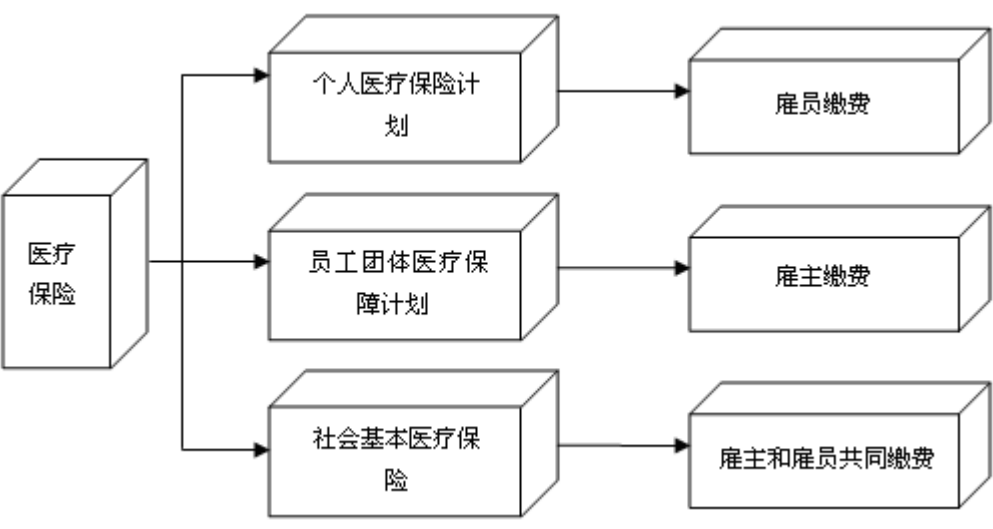 医疗
保险
个人医疗保险计
划
雇员缴费
员工团体医疗保
障计划
雇主缴费
社会基本医疗保
险
雇主和雇员共同缴费